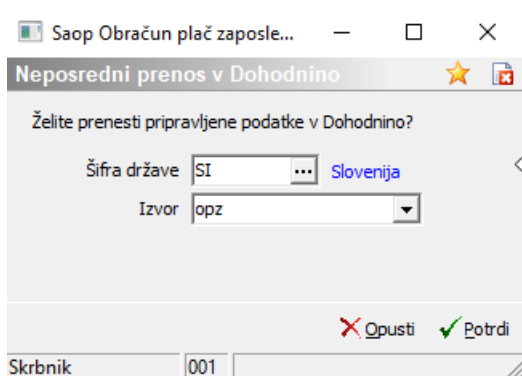 Saop Obračun plač zaposle...
Neposredni prenos v Dohodnino
Želite prenesti pripravljene podatke v Dohodnino?
Šifra države SI ... Slovenija
Izvor opz
Opusti Potrdi
Skrbnik 001